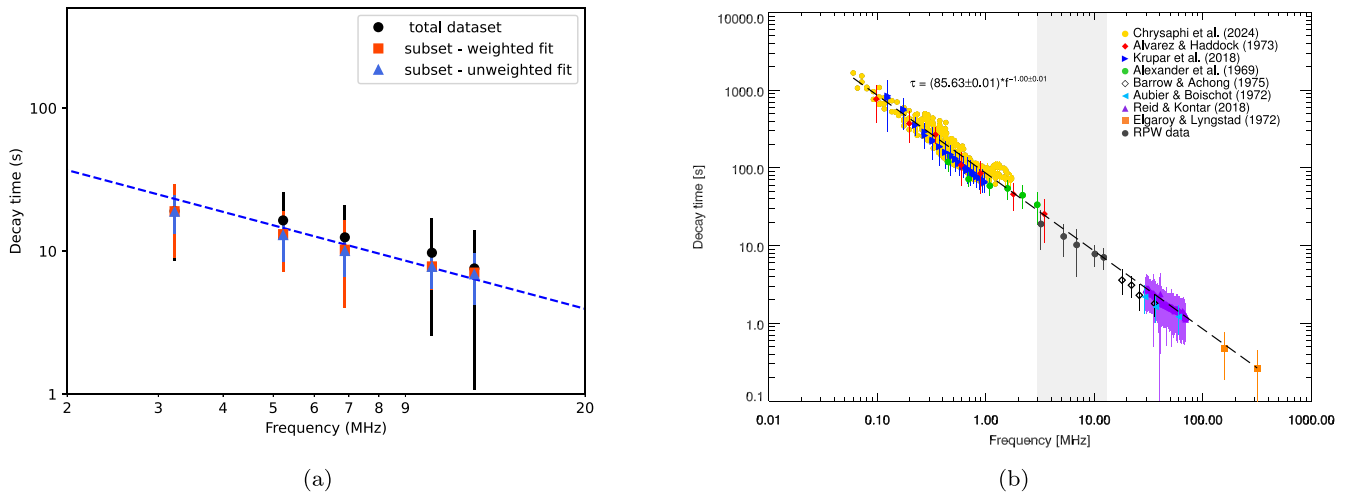 total dataset
subset - weighted fit
subset - unweighted fit
100
10
1
Decay time (s)
2
3
4
5
6
7
8
9
20
Frequency (MHz)
(a)
b)
10000.0
1000.0
100.0
10.0
1.0
0.1
Decay time [s]
τ = (85.63±0.01)*f^-1.00±0.01
Chrysaphi et al. (2024)
Alvarez & Haddock (1973)
Krupar et al. (2018)
Alexander et al. (1969)
Barrow & Achong (1975)
Aubier & Boischot (1972)
Reid & Kontar (2018)
Elgaroy & Lyngstad (1972)
RPW data
0.01
0.10
1.00
10.00
100.00
1000.00
Frequency [MHz]
(b)